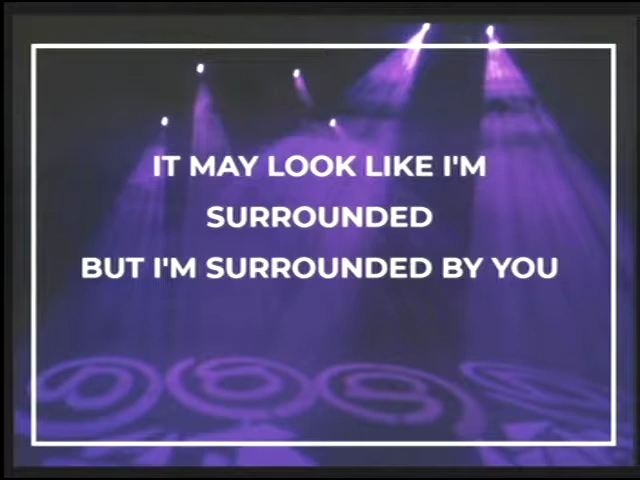 IT MAY LOOK LIKE I'M
SURROUNDED
BUT I'M SURROUNDED BY YOU